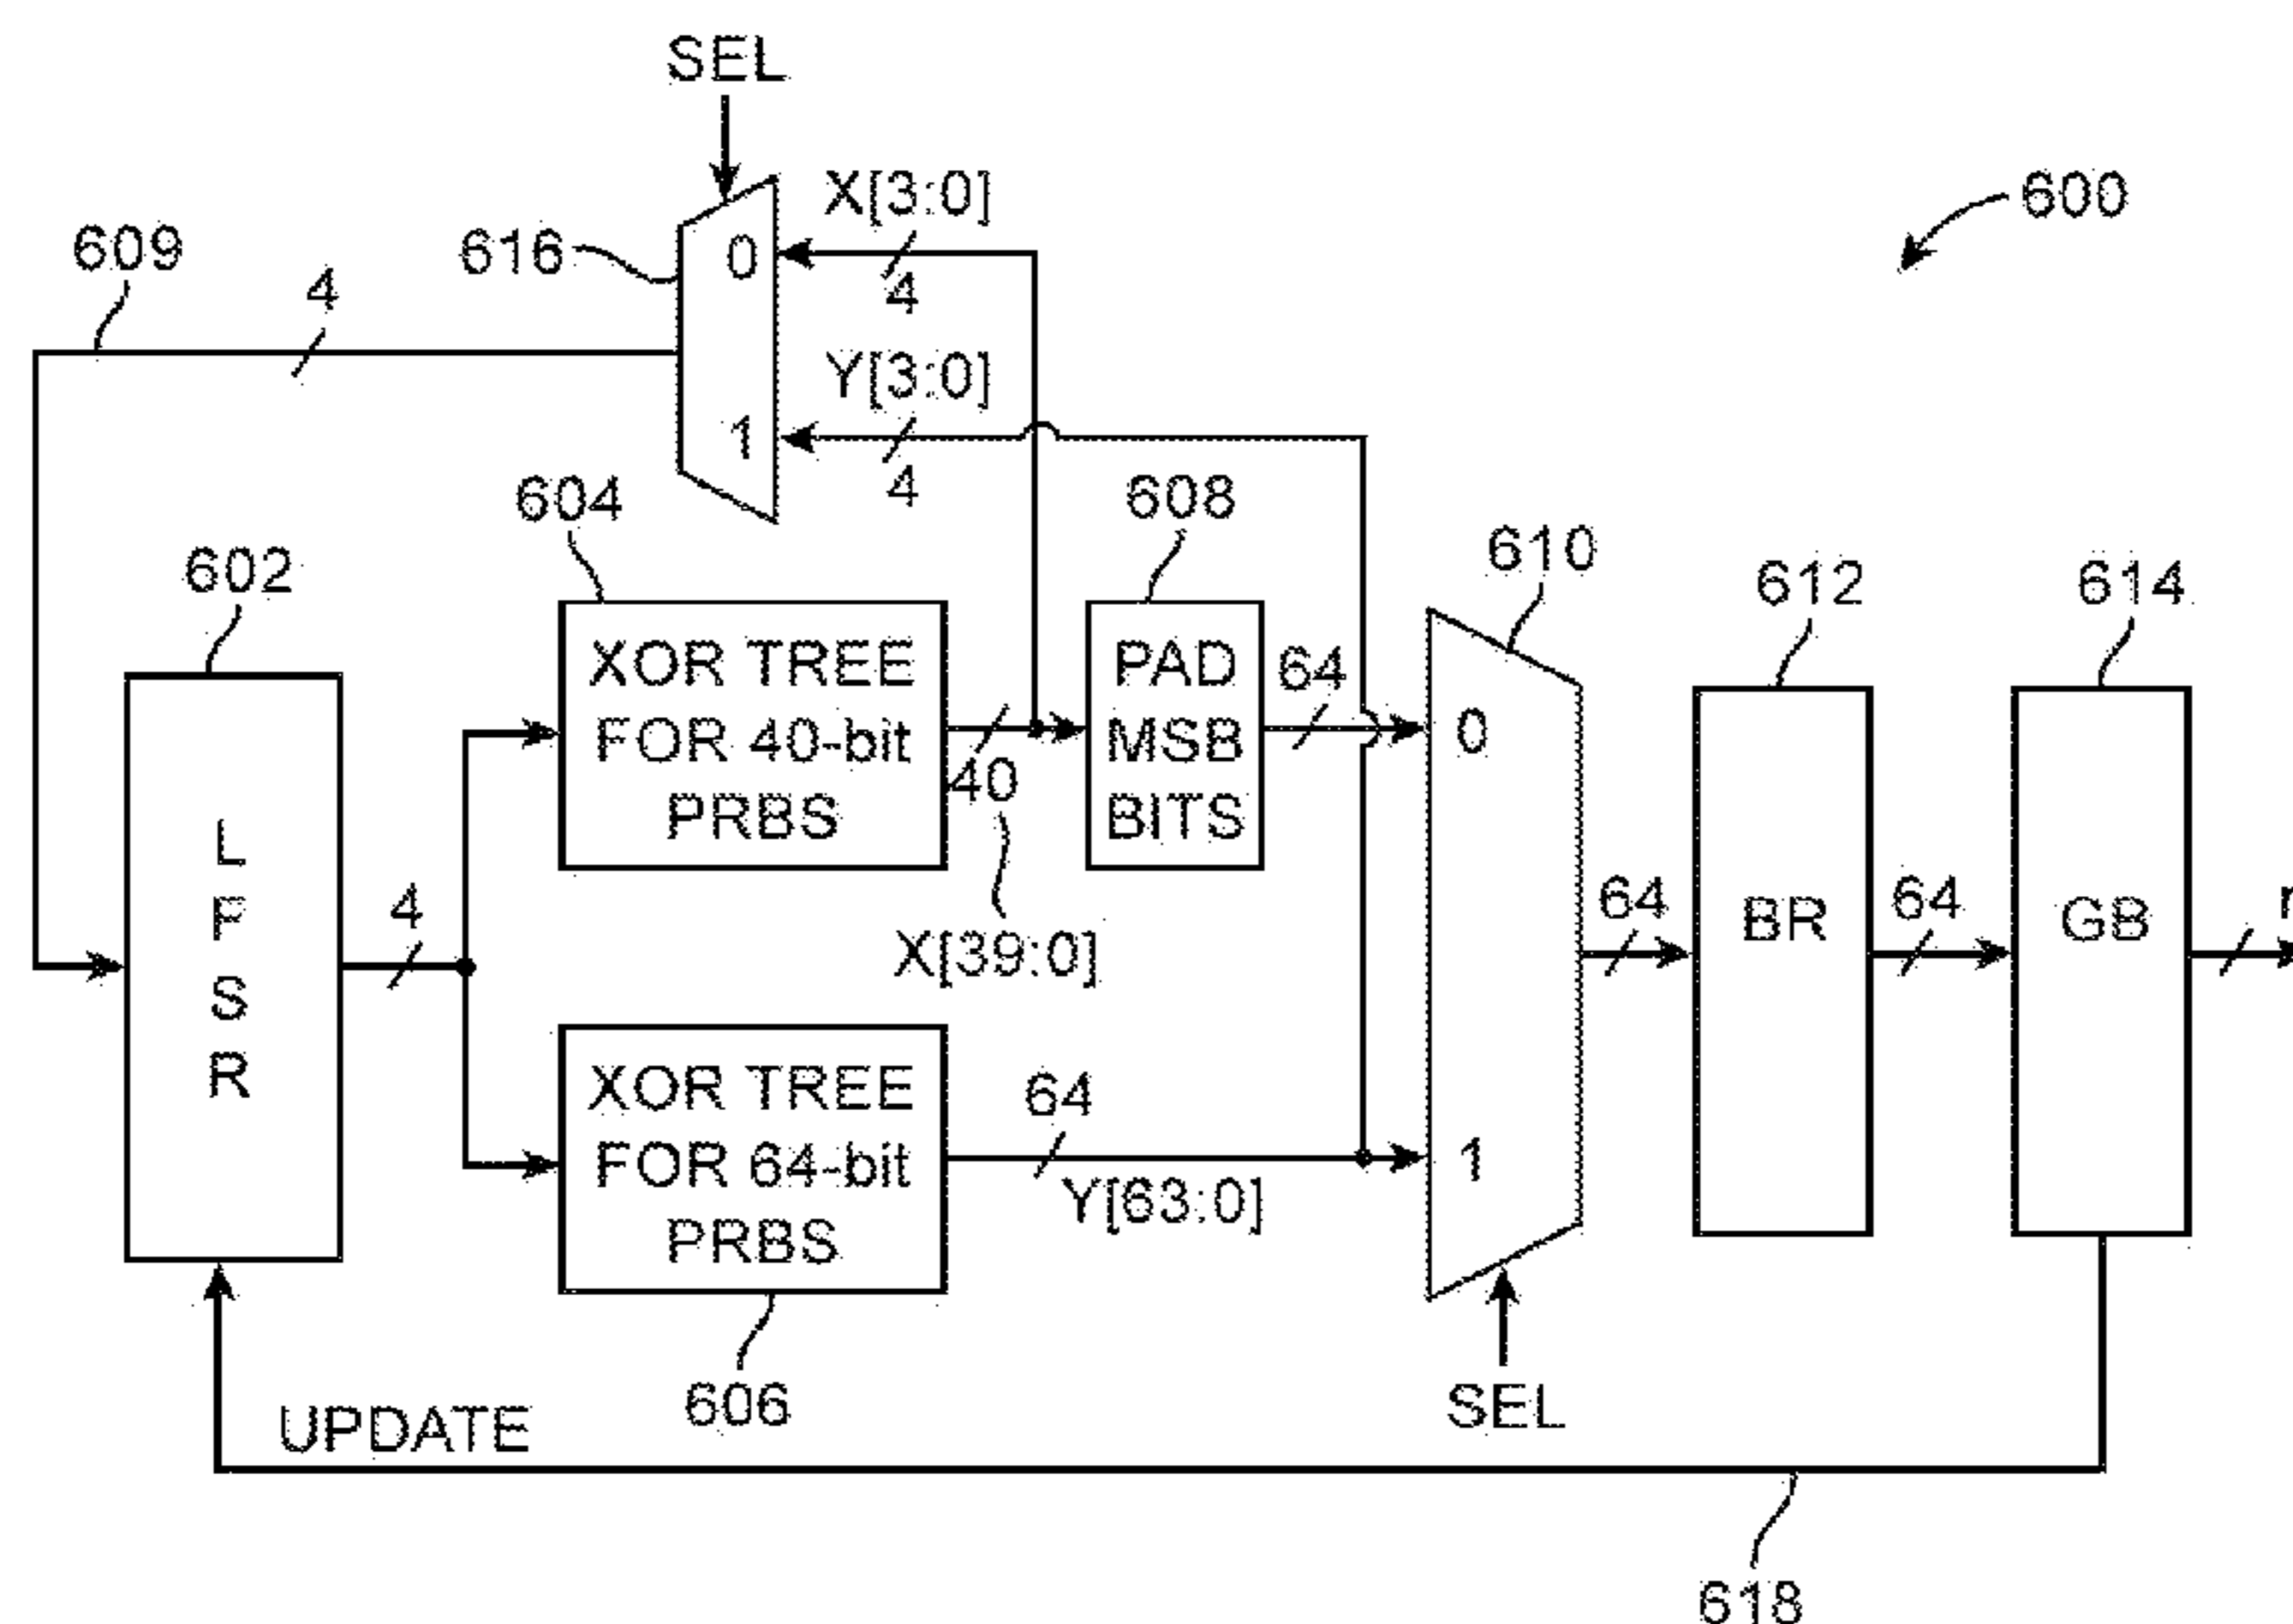 SEL
600
X[3:0]
609
616
0
4
4
Y[3:0]
1
4
604
608
610
602
612
614
XOR TREE
FOR 40-bit
PRBS
PAD
MSB
BITS
64
0
40
L
F
S
R
4
X[39:0]
64
BR
64
GB
XOR TREE
FOR 64-bit
PRBS
64
Y[63:0]
1
606
SEL
UPDATE
618